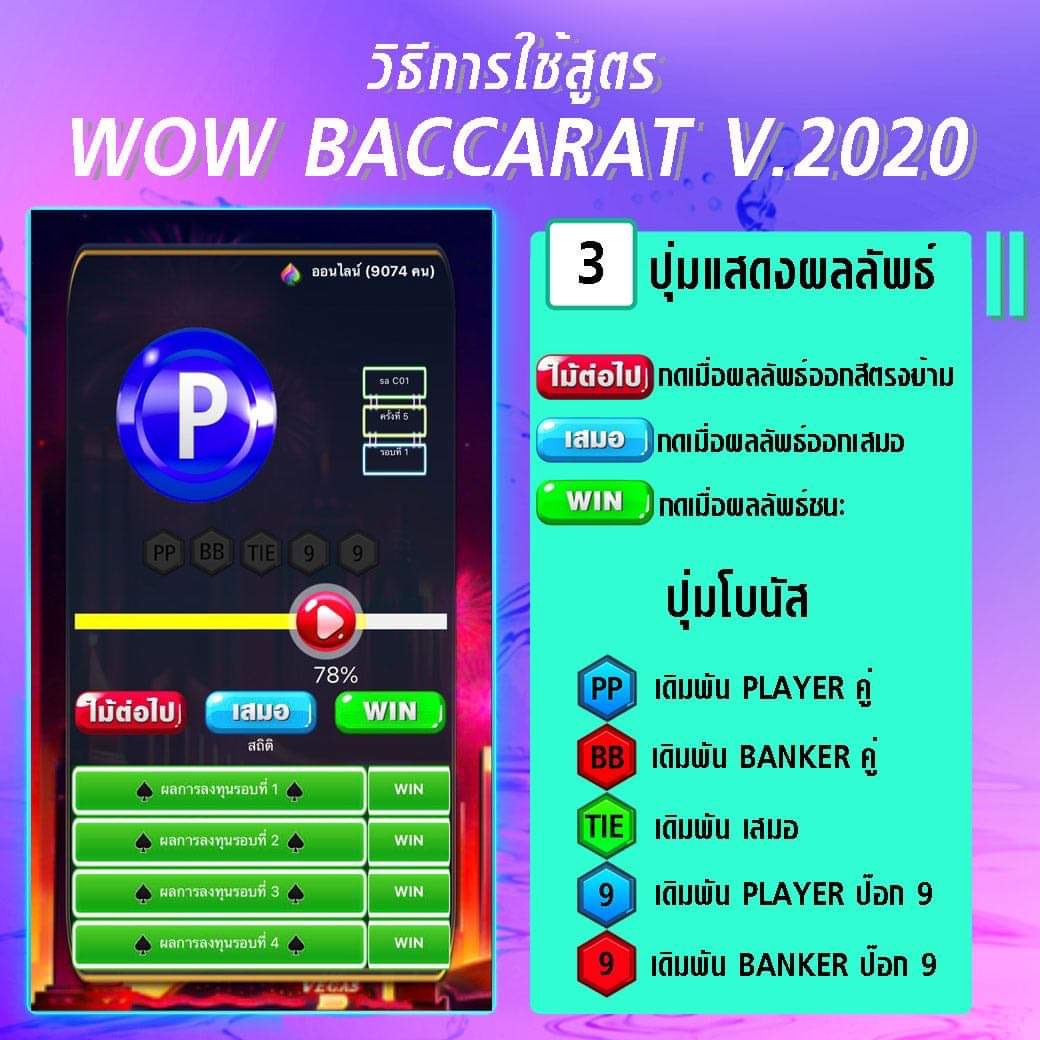 วิธีการใช้สูตร
WOW BACCARAT V.2020
ออนไลน์ (9074 คน)
P
sa C01
ครั้งที่ 5
รอบที่ 1
PP BB TIE 9 9
78%
ไม้ต่อไป เสมอ WIN
สถิติ
♠ ผลการลงทุนรอบที่ 1 ♠ WIN
♠ ผลการลงทุนรอบที่ 2 ♠ WIN
♠ ผลการลงทุนรอบที่ 3 ♠ WIN
♠ ผลการลงทุนรอบที่ 4 ♠ WIN
VEGAS
3 ปุ่มแสดงผลลัพธ์
ไม้ต่อไป กดเมื่อผลลัพธ์ออกสีตรงข้าม
เสมอ กดเมื่อผลลัพธ์ออกเสมอ
WIN กดเมื่อผลลัพธ์ชนะ
ปุ่มโบนัส
PP เดิมพัน PLAYER คู่
BB เดิมพัน BANKER คู่
TIE เดิมพัน เสมอ
9 เดิมพัน PLAYER ป๊อก 9
9 เดิมพัน BANKER ป๊อก 9